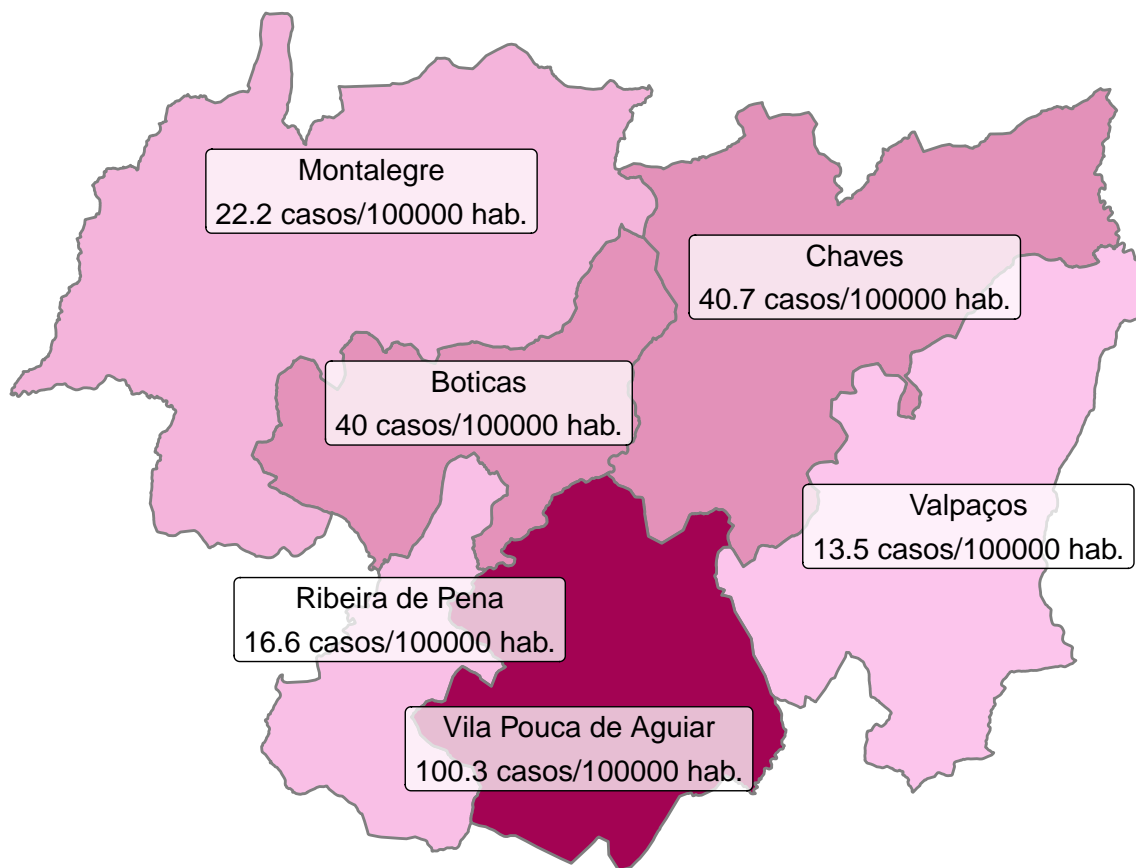 Montalegre
22.2 casos/100000 hab.
Chaves
40.7 casos/100000 hab.
Boticas
40 casos/100000 hab.
Valpaços
13.5 casos/100000 hab.
Ribeira de Pena
16.6 casos/100000 hab.
Vila Pouca de Aguiar
100.3 casos/100000 hab.